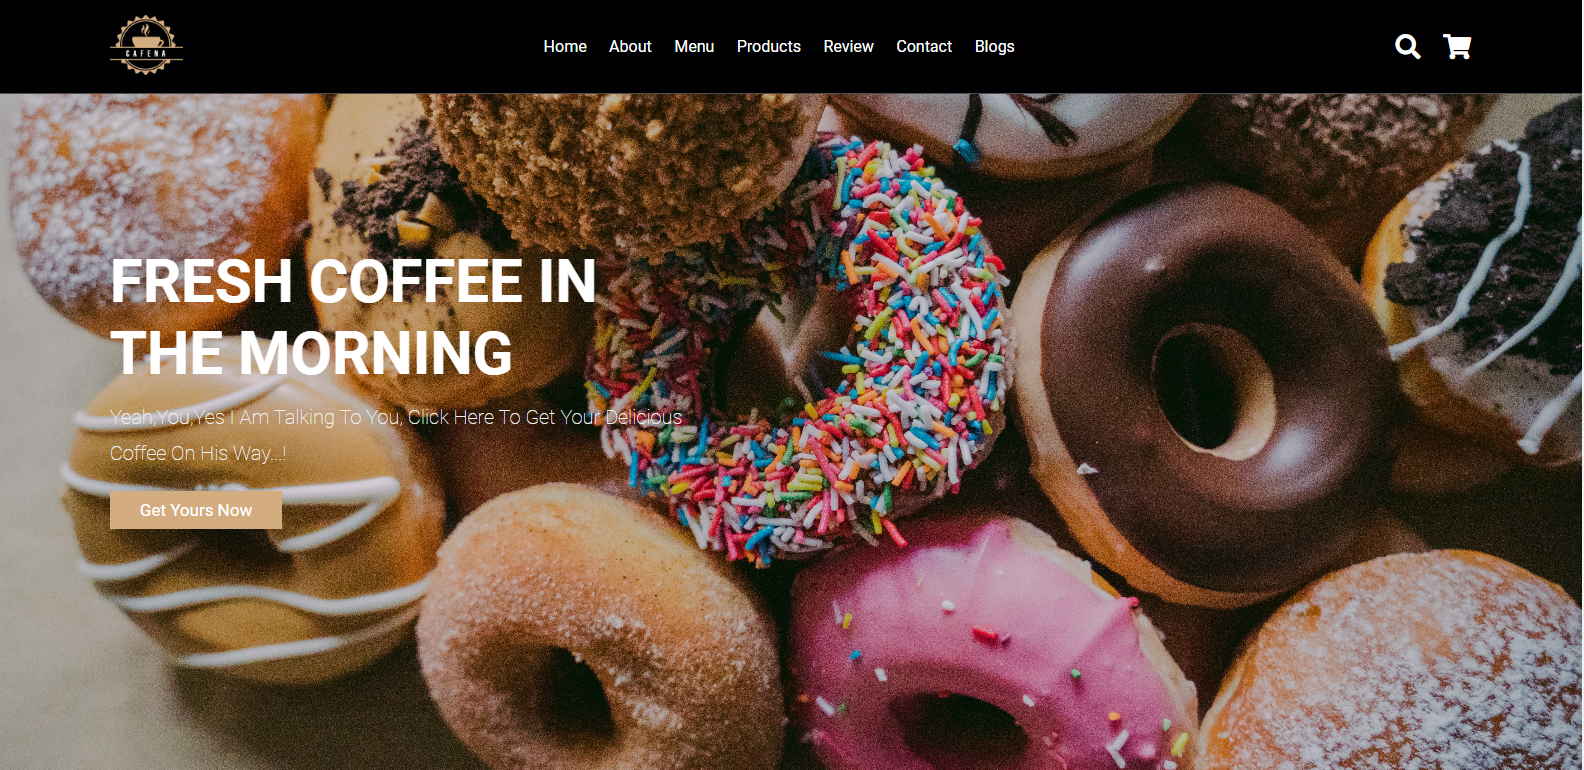 CAFENA
Home About Menu Products Review Contact Blogs
FRESH COFFEE IN
THE MORNING
Yeah,You,Yes I Am Talking To You, Click Here To Get Your Delicious
Coffee On His Way...!
Get Yours Now